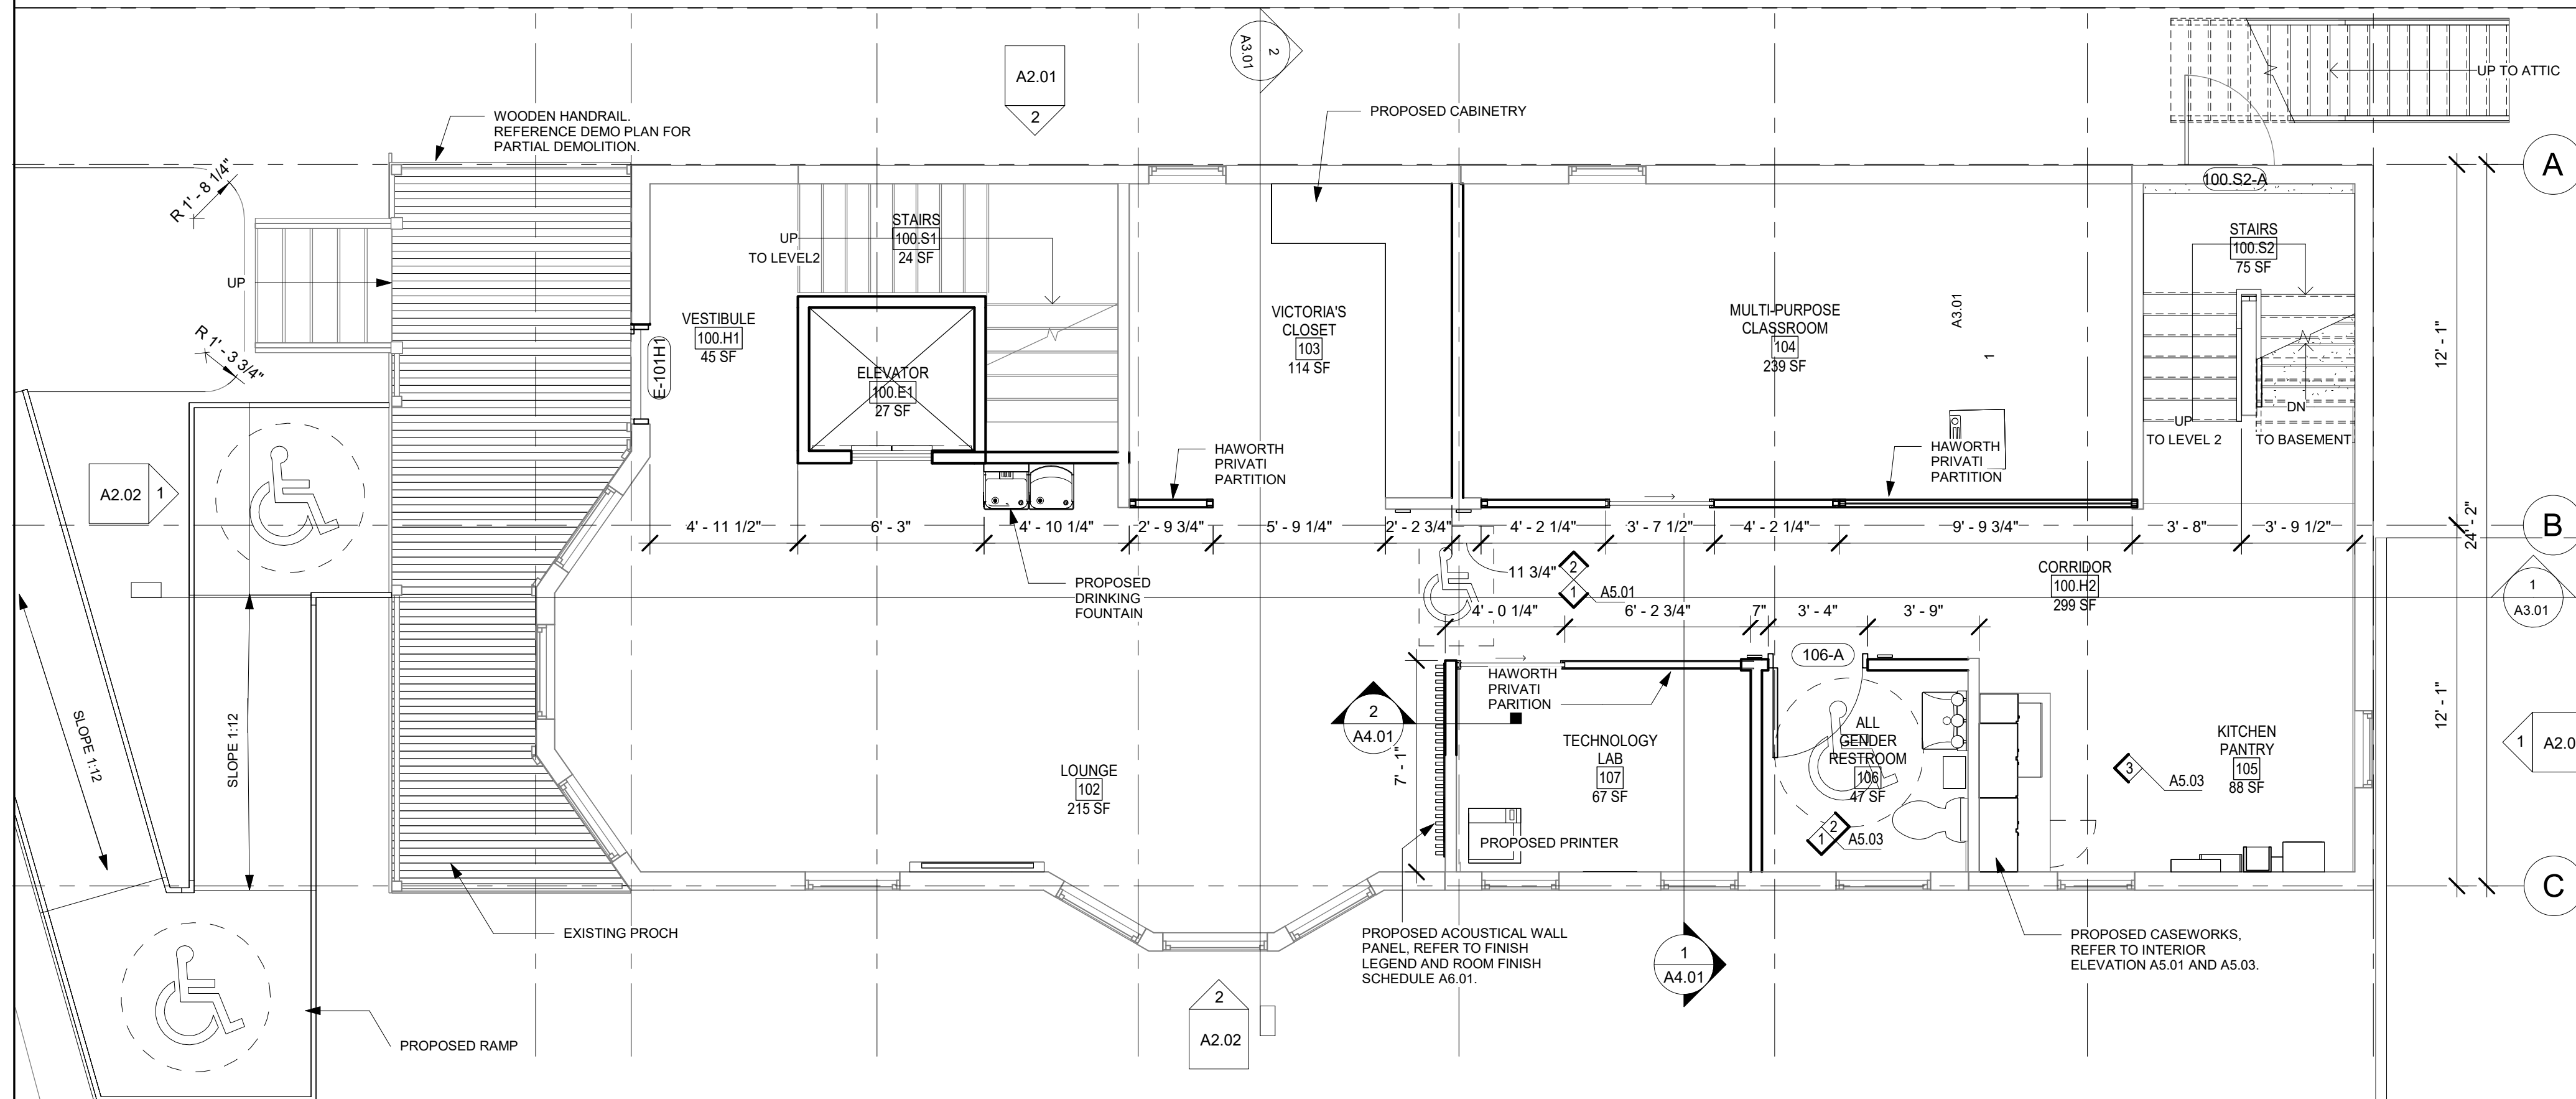 A3.01
2
A2.01
2
UP TO ATTIC
WOODEN HANDRAIL.
REFERENCE DEMO PLAN FOR
PARTIAL DEMOLITION.
PROPOSED CABINETRY
A
R 1' - 8 1/4"
100.S2-A
STAIRS
100.S1
24 SF
UP
TO LEVEL2
STAIRS
100.S2
75 SF
UP
VESTIBULE
100.H1
45 SF
E-101H1
R 1' - 3 3/4"
VICTORIA'S
CLOSET
103
114 SF
MULTI-PURPOSE
CLASSROOM
104
239 SF
A3.01
1
12' - 1"
ELEVATOR
100.E1
27 SF
DN
UP
TO LEVEL 2
TO BASEMENT
HAWORTH
PRIVATI
PARTITION
HAWORTH
PRIVATI
PARTITION
A2.02
1
24' - 2"
B
4' - 11 1/2"
6' - 3"
4' - 10 1/4"
2' - 9 3/4"
5' - 9 1/4"
2' - 2 3/4"
4' - 2 1/4"
3' - 7 1/2"
4' - 2 1/4"
9' - 9 3/4"
3' - 8"
3' - 9 1/2"
PROPOSED
DRINKING
FOUNTAIN
11 3/4"
2
1
A5.01
CORRIDOR
100.H2
299 SF
1
A3.01
4' - 0 1/4"
6' - 2 3/4"
7"
3' - 4"
3' - 9"
106-A
HAWORTH
PRIVATI
PARITION
2
A4.01
7' - 1"
12' - 1"
SLOPE 1:12
SLOPE 1:12
TECHNOLOGY
LAB
107
67 SF
ALL
GENDER
RESTROOM
106
47 SF
KITCHEN
PANTRY
105
88 SF
3
A5.03
1
A2.0
LOUNGE
102
215 SF
1
2
A5.03
PROPOSED PRINTER
C
EXISTING PROCH
PROPOSED ACOUSTICAL WALL
PANEL, REFER TO FINISH
LEGEND AND ROOM FINISH
SCHEDULE A6.01.
1
A4.01
PROPOSED CASEWORKS,
REFER TO INTERIOR
ELEVATION A5.01 AND A5.03.
2
A2.02
PROPOSED RAMP